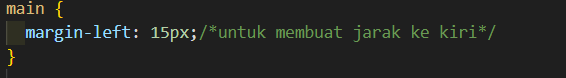 main {
margin-left: 15px;/*untuk membuat jarak ke kiri*/
}